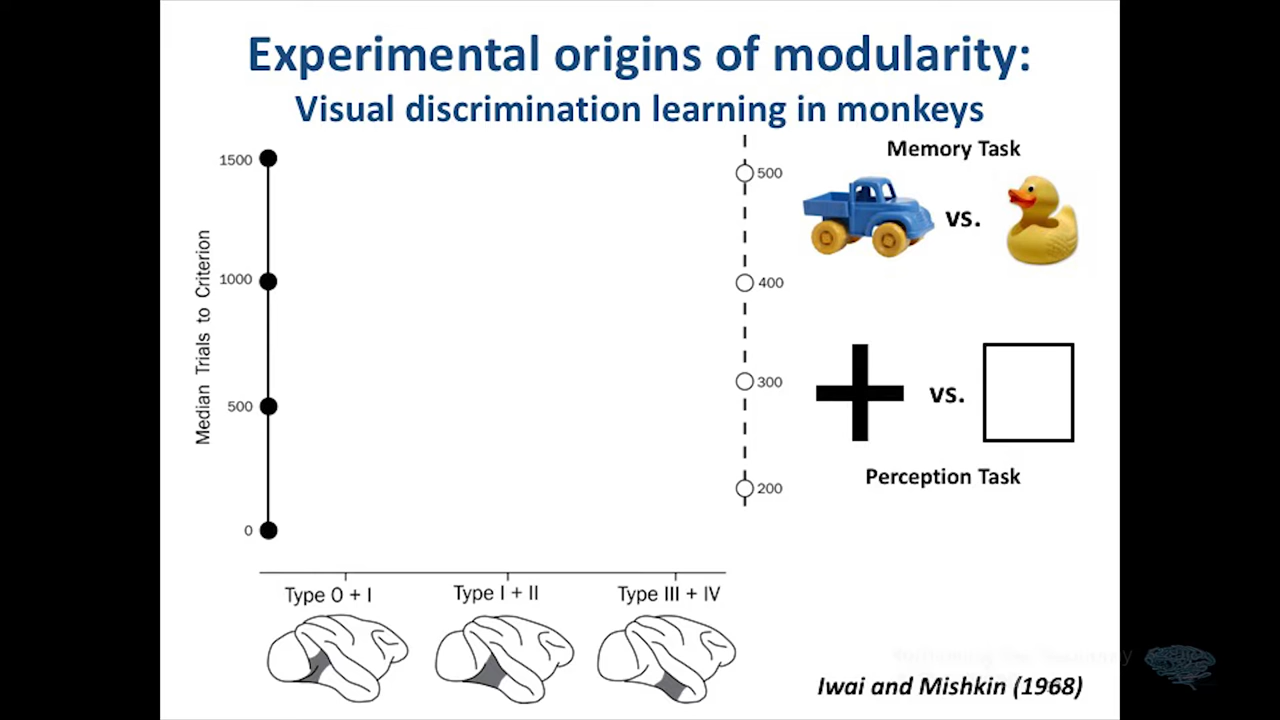 Experimental origins of modularity:
Visual discrimination learning in monkeys
Median Trials to Criterion
1500
1000
500
0
500
400
300
200
Memory Task
vs.
vs.
Perception Task
Type O + I
Type I + II
Type III + IV
Iwai and Mishkin (1968)